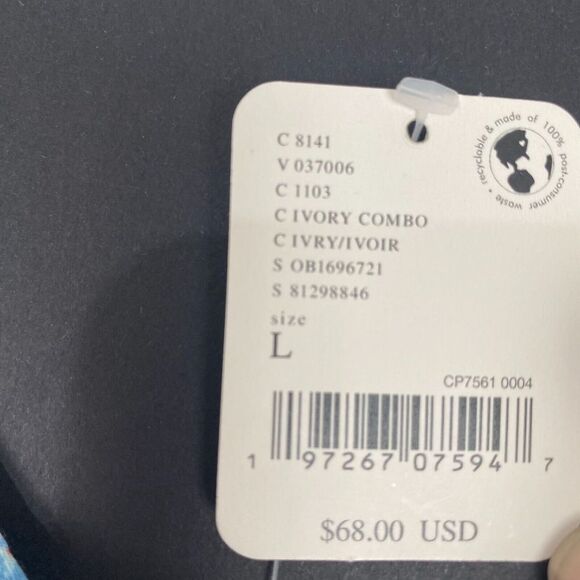 C 8141
V 037006
C 1103
C IVORY COMBO
C IVRY/IVOIR
S OB1696721
S 81298846
size
L
recyclable & made of 100% post-consumer waste •
CP7561 0004
1 97267 07594 7
$68.00 USD